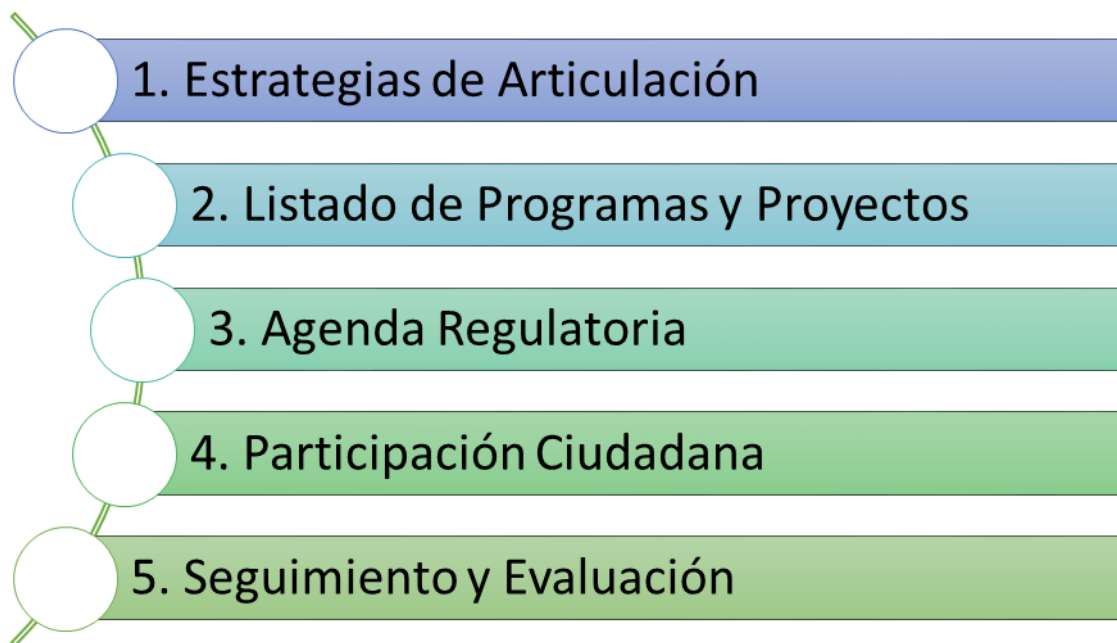 1. Estrategias de Articulación
2. Listado de Programas y Proyectos
3. Agenda Regulatoria
4. Participación Ciudadana
5. Seguimiento y Evaluación